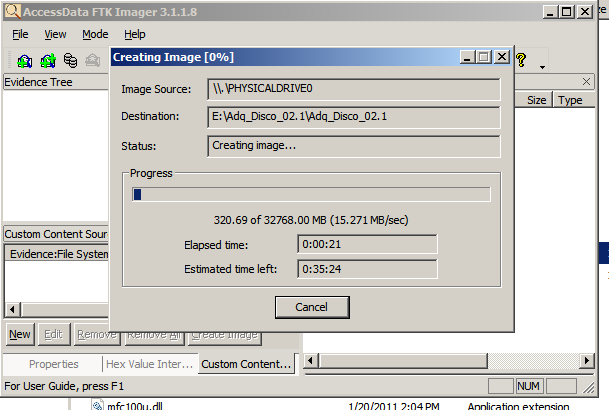 AccessData FTK Imager 3.1.1.8
File View Mode Help
Evidence Tree
Creating Image [0%]
Image Source: \\.\PHYSICALDRIVE0
Destination: E:\Adq_Disco_02.1\Adq_Disco_02.1
Status: Creating image...
Progress
320.69 of 32768.00 MB (15.271 MB/sec)
Elapsed time: 0:00:21
Estimated time left: 0:35:24
Cancel
Size Type
Custom Content Sour
Evidence:File System
New Edit Remove Remove All Create Image
Properties Hex Value Inter... Custom Content...
For User Guide, press F1 NUM
mfc100u.dll 1/20/2011 2:04 PM Application extension